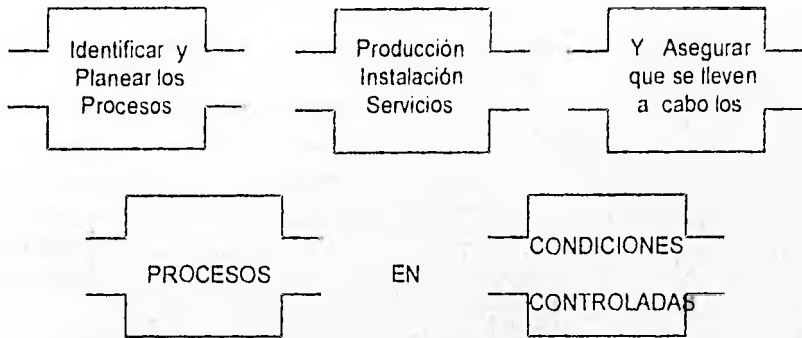 Identificar y
Planear los
Procesos
Producción
Instalación
Servicios
Y Asegurar
que se lleven
a cabo los
PROCESOS
EN
CONDICIONES
CONTROLADAS